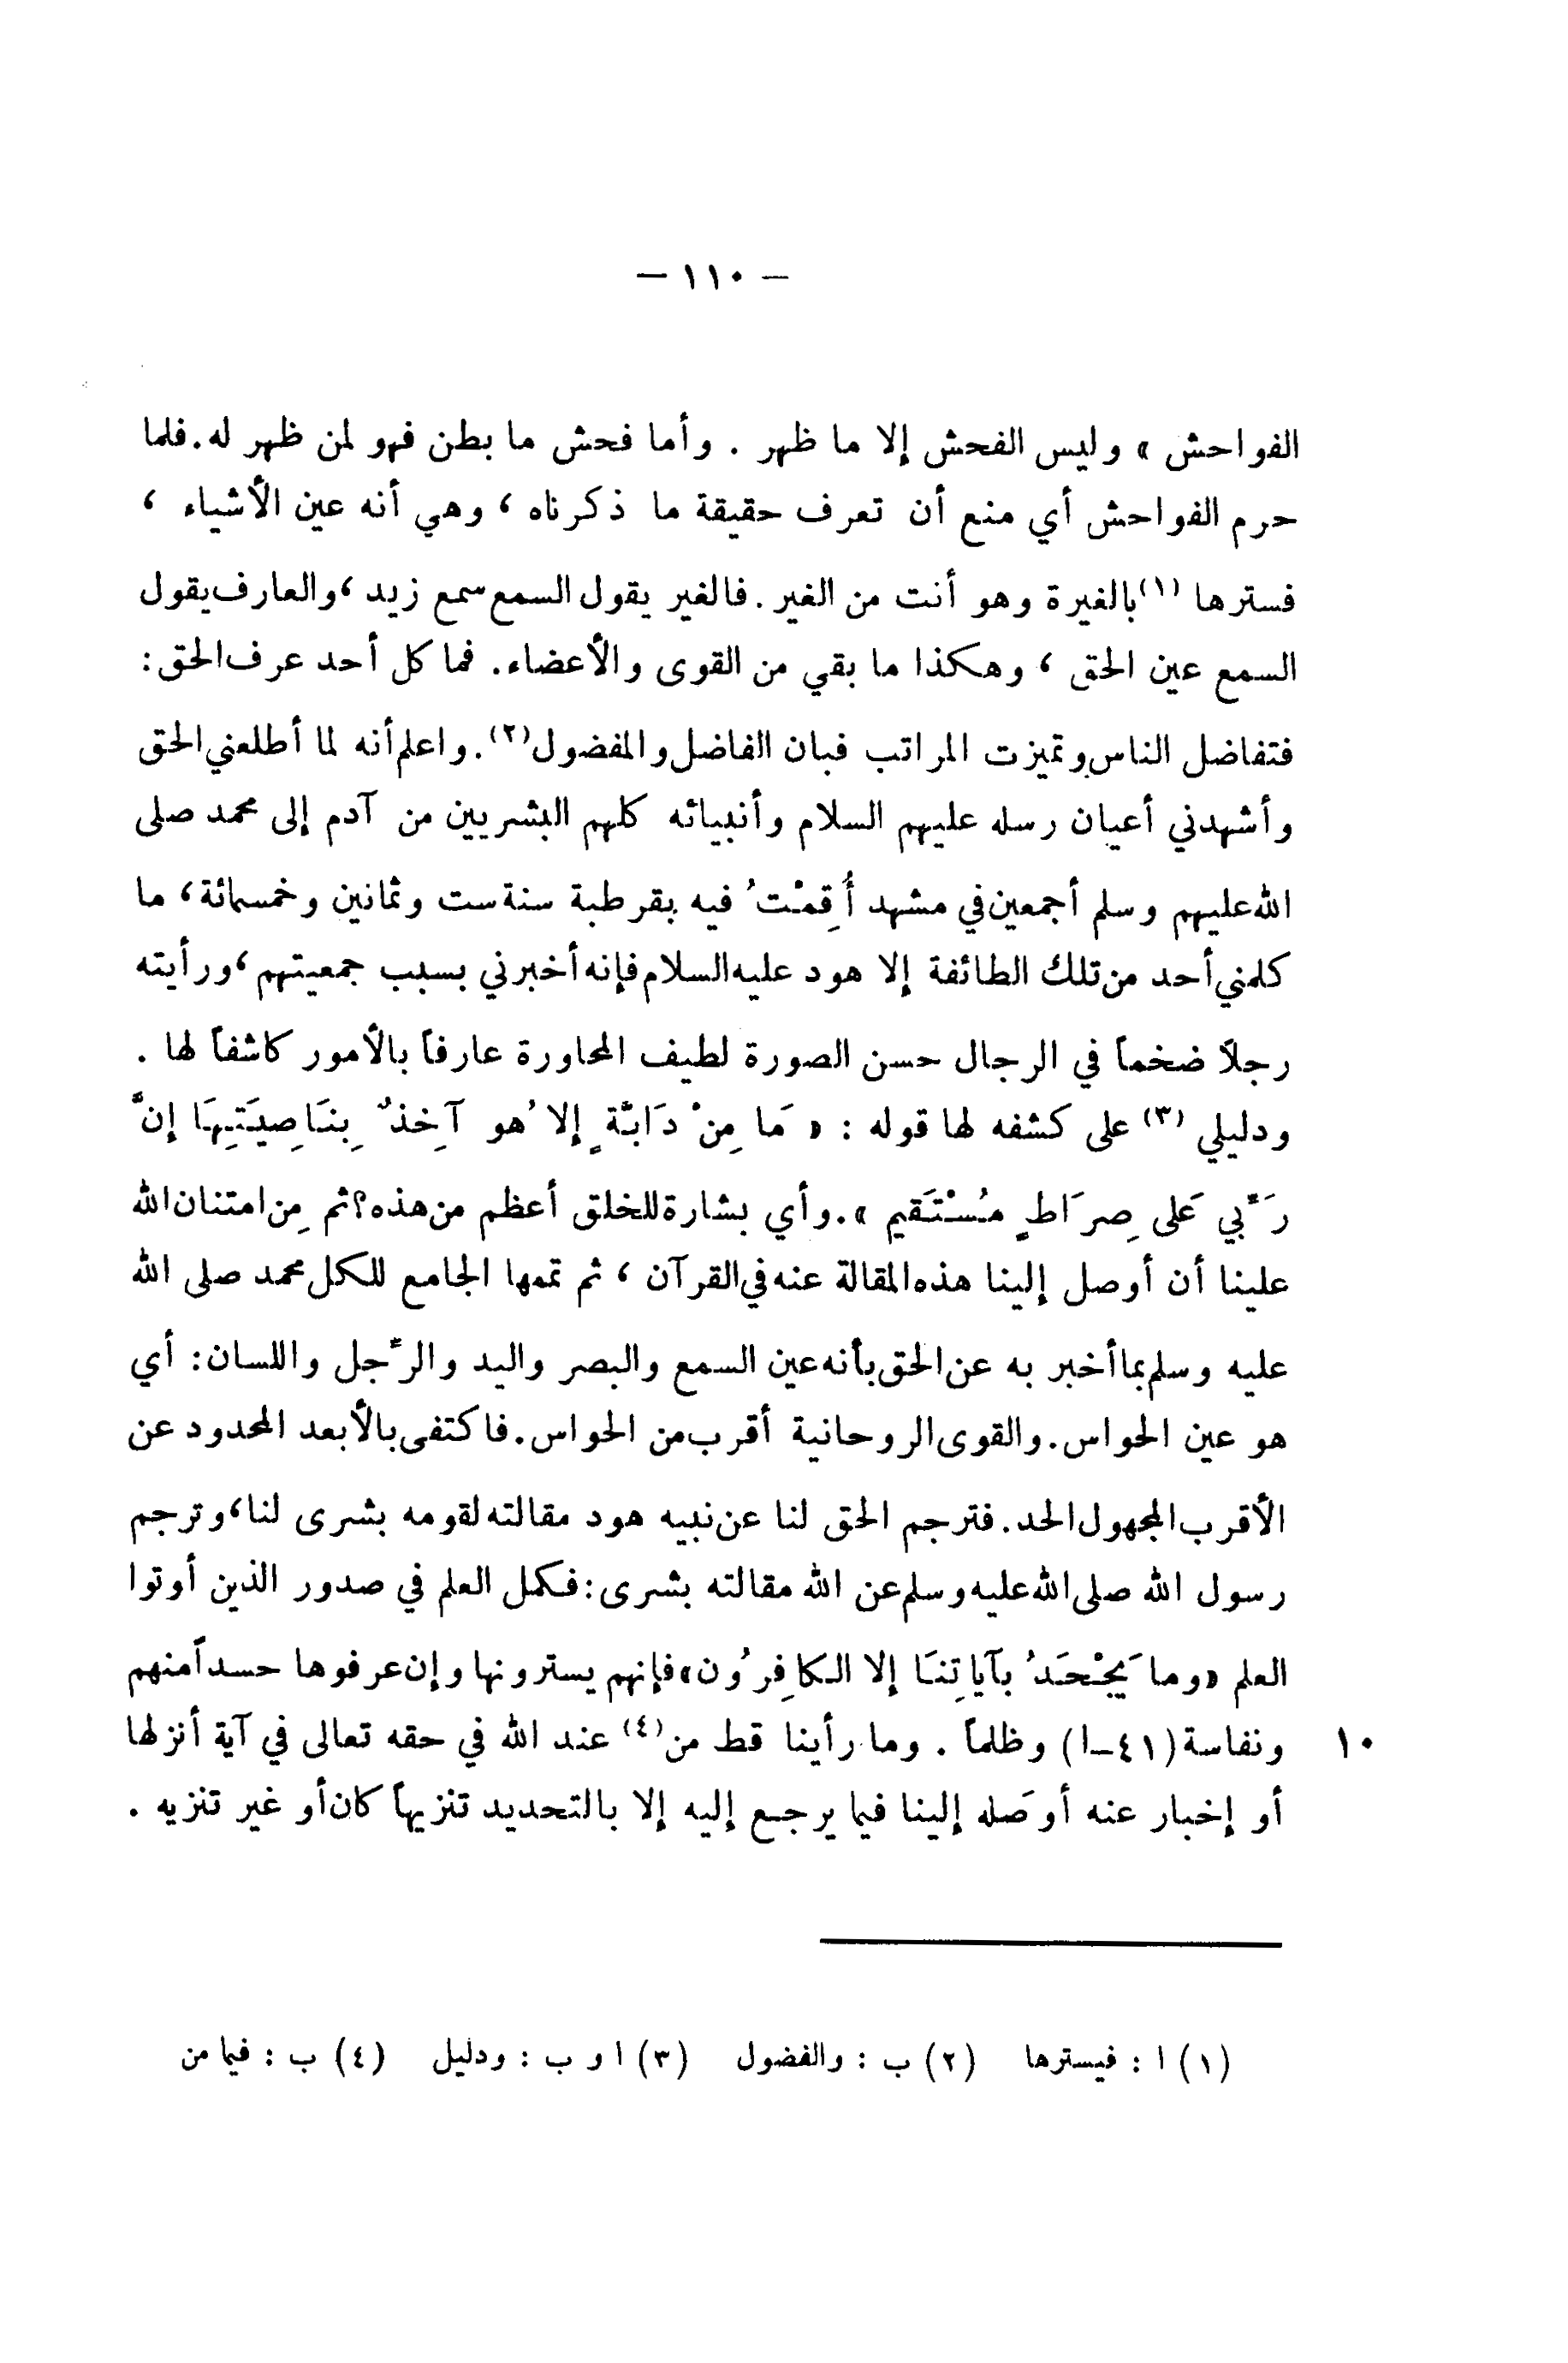 — ١١٠ —
الفواحش » وليس الفحش إلا ما ظهر . وأما فحش ما بطن فهو لمن ظهر له. فلما
حرم الفواحش أي منع أن تعرف حقيقة ما ذكرناه ، وهي أنه عين الأشياء ،
فسترها (١) بالغيرة وهو أنت من الغير. فالغير يقول السمع سمع زيد ، والعارف يقول
السمع عين الحق ، وهكذا ما بقي من القوى والأعضاء. فما كل أحد عرف الحق :
فتفاضل الناس وتميزت المراتب فبان الفاضل والمفضول (٢). واعلم أنه لما أطلعني الحق
وأشهدني أعيان رسله عليهم السلام وأنبيائه كلهم البشريين من آدم إلى محمد صلى
الله عليهم وسلم أجمعين في مشهد أُقِمْتُ فيه بقرطبة سنة ست وثمانين وخمسمائة ، ما
كلمني أحد من تلك الطائفة إلا هود عليه السلام فإنه أخبرني بسبب جمعيتهم ، ورأيته
رجلاً ضخماً في الرجال حسن الصورة لطيف المحاورة عارفاً بالأمور كاشفاً لها .
ودليلي (٣) على كشفه لها قوله : « مَا مِنْ دَابَّةٍ إلا هُو آخِذٌ بِنَاصِيَتِهَا إنَّ
رَبِّي عَلى صِرَاطٍ مُسْتَقيم ». وأي بشارة للخلق أعظم من هذه؟ ثم مِن امتنان الله
علينا أن أوصل إلينا هذه المقالة عنه في القرآن ، ثم تممها الجامع للكل محمد صلى الله
عليه وسلم بما أخبر به عن الحق بأنه عين السمع والبصر واليد والرِّجل واللسان : أي
هو عين الحواس. والقوى الروحانية أقرب من الحواس. فاكتفى بالأبعد المحدود عن
الأقرب المجهول الحد. فترجم الحق لنا عن نبيه هود مقالته لقومه بشرى لنا ، وترجم
رسول الله صلى الله عليه وسلم عن الله مقالته بشرى : فكمل العلم في صدور الذين أوتوا
العلم « وما يَجْحَدُ بآياتِنَا إلا الكافِرُون » فإنهم يسترونها وإن عرفوها حسداً منهم
ونفاسة (٤١–ا) وظلماً . وما رأينا قط من (٤) عند الله في حقه تعالى في آية أنزلها ١٠
أو إخبار عنه أوصَله إلينا فيما يرجع إليه إلا بالتحديد تنزيهاً كان أو غير تنزيه .
(١) ا : فيسترها (٢) ب : والفضول (٣) ا و ب : ودليل (٤) ب : فيما من